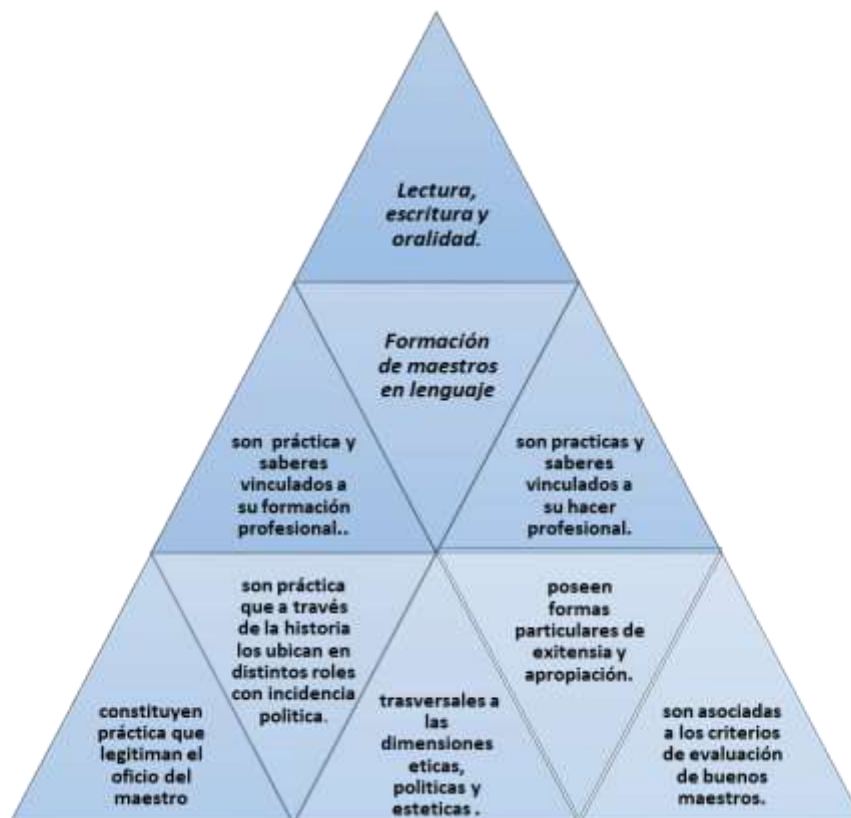 Lectura,
escritura y
oralidad.
Formación
de maestros
en lenguaje
son práctica y
saberes
vinculados a
su formación
profesional..
son practicas y
saberes
vinculados a
su hacer
profesional.
constituyen
práctica que
legitiman el
oficio del
maestro
son práctica
que a través
de la historia
los ubican en
distintos roles
con incidencia
politica.
trasversales a
las
dimensiones
eticas,
politicas y
esteticas .
poseen
formas
particulares de
exitensia y
apropiación.
son asociadas
a los criterios
de evaluación
de buenos
maestros.